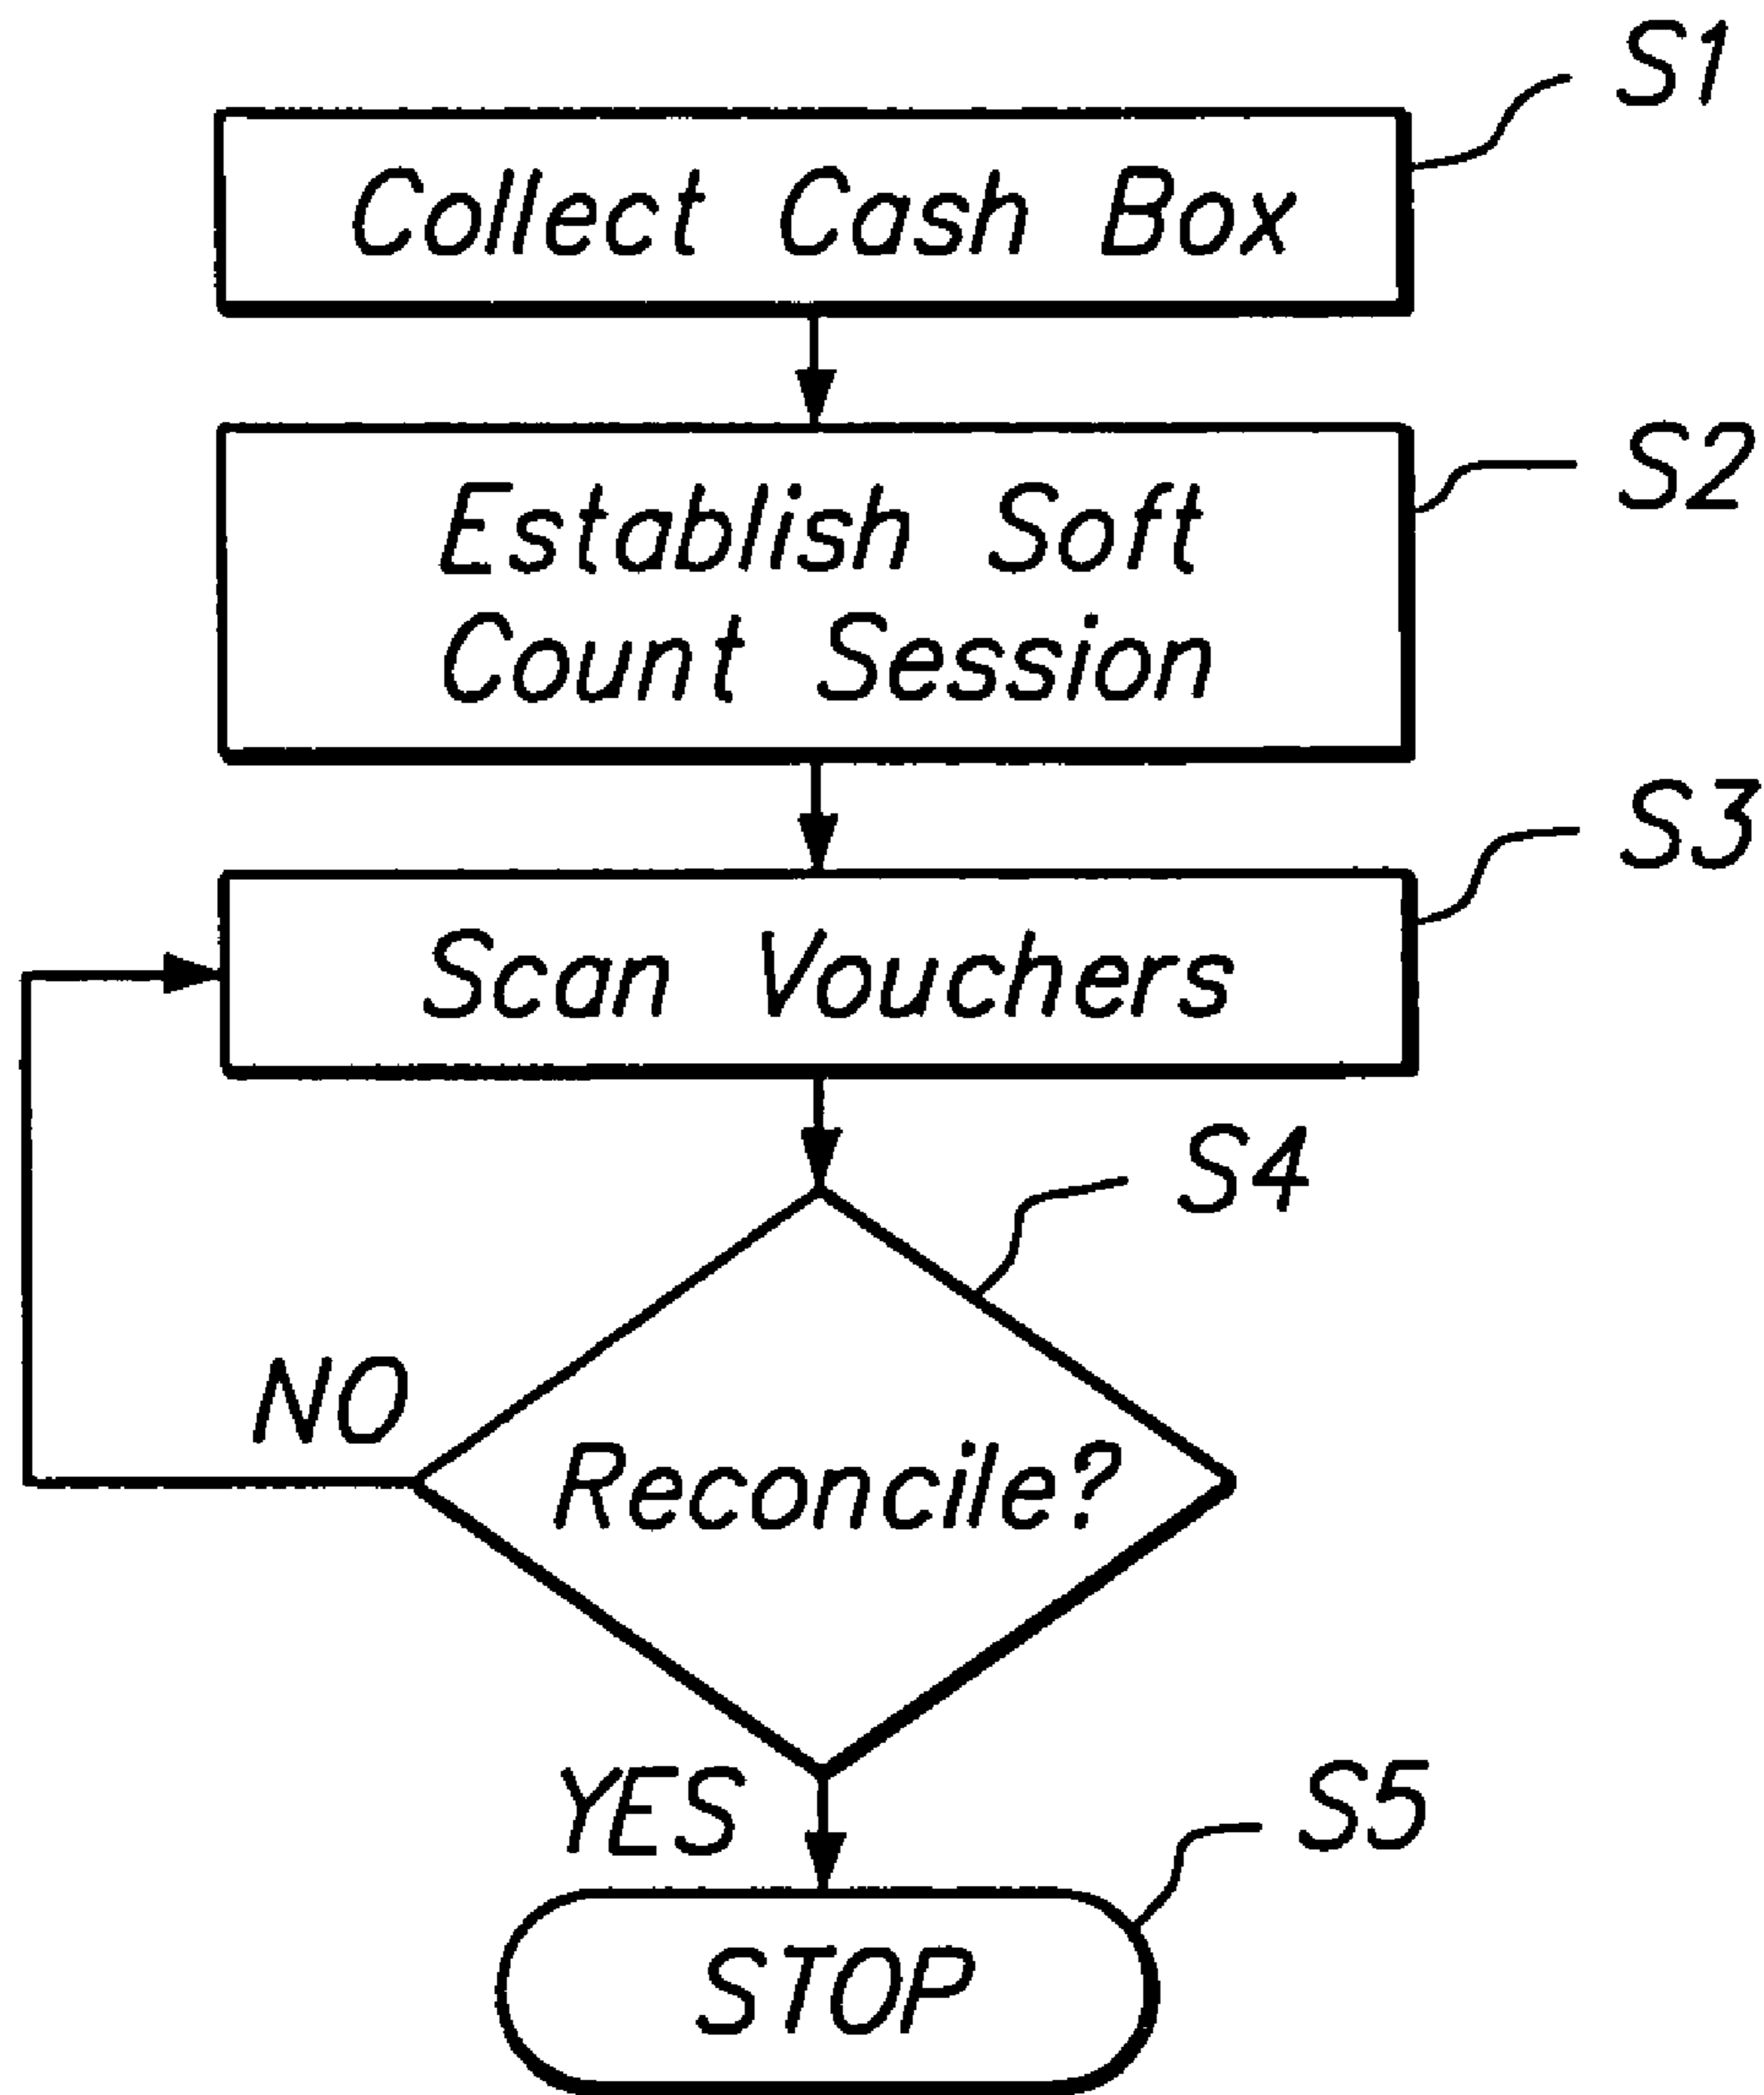 S1
Collect Cash Box
S2
Establish Soft
Count Session
S3
Scan Vouchers
S4
NO
Reconcile?
YES
S5
STOP